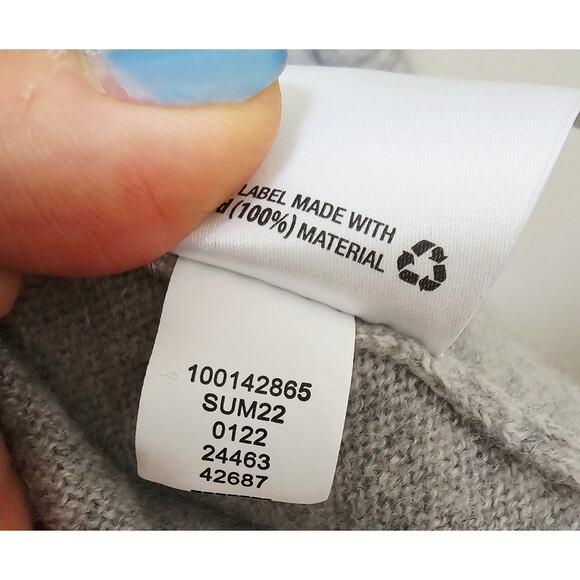 LABEL MADE WITH
d (100%) MATERIAL
100142865
SUM22
0122
24463
42687